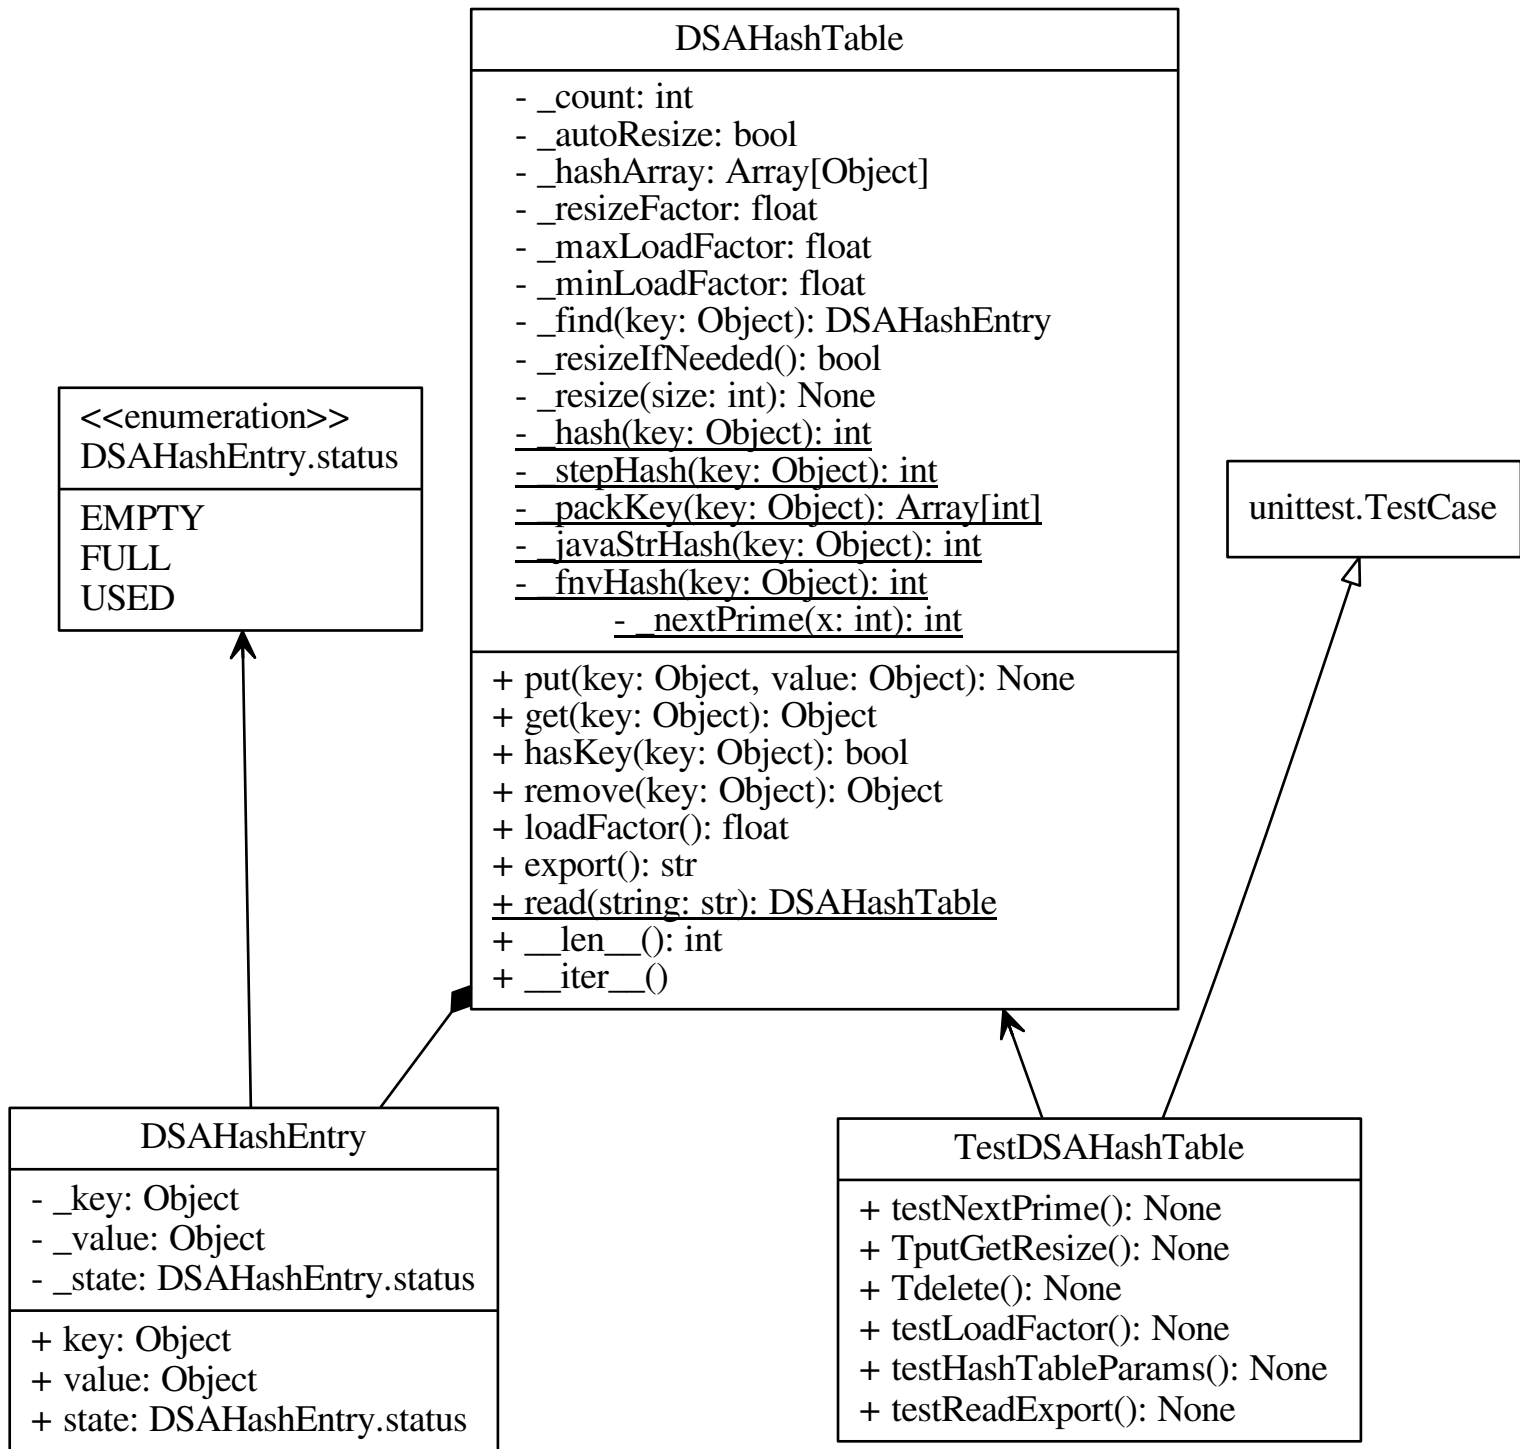 DSAHashTable
- _count: int
- _autoResize: bool
- _hashArray: Array[Object]
- _resizeFactor: float
- _maxLoadFactor: float
- _minLoadFactor: float
- _find(key: Object): DSAHashEntry
- _resizeIfNeeded(): bool
- _resize(size: int): None
- _hash(key: Object): int
- _stepHash(key: Object): int
- _packKey(key: Object): Array[int]
- _javaStrHash(key: Object): int
- _fnvHash(key: Object): int
- _nextPrime(x: int): int
+ put(key: Object, value: Object): None
+ get(key: Object): Object
+ hasKey(key: Object): bool
+ remove(key: Object): Object
+ loadFactor(): float
+ export(): str
+ read(string: str): DSAHashTable
+ __len__(): int
+ __iter__()
<<enumeration>>
DSAHashEntry.status
EMPTY
FULL
USED
unittest.TestCase
DSAHashEntry
- _key: Object
- _value: Object
- _state: DSAHashEntry.status
+ key: Object
+ value: Object
+ state: DSAHashEntry.status
TestDSAHashTable
+ testNextPrime(): None
+ TputGetResize(): None
+ Tdelete(): None
+ testLoadFactor(): None
+ testHashTableParams(): None
+ testReadExport(): None